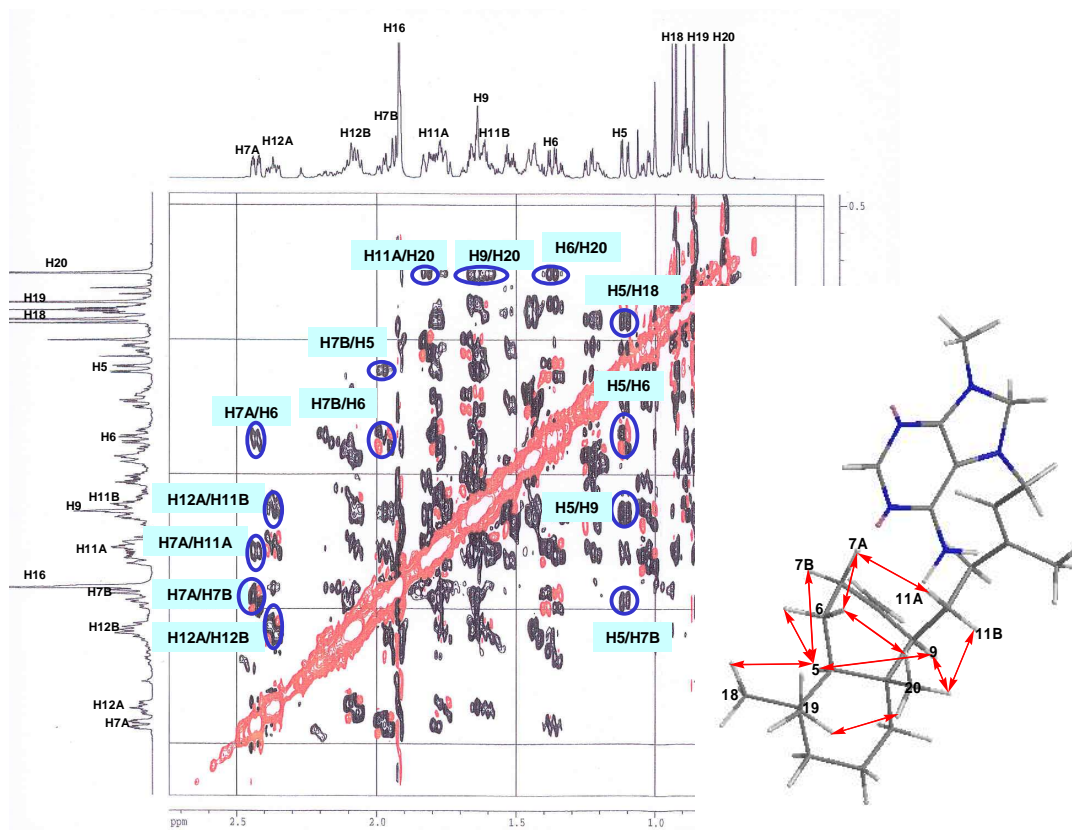 H16
H18 H19 H20
H9
H7B
H12B
H11A
H11B
H12A
H7A
H6
H5
0.5
H20
H19
H18
H5
H6
H11B
H9
H11A
H16
H7B
H12B
H12A
H7A
H11A/H20
H9/H20
H6/H20
H5/H18
H7B/H5
H7B/H6
H5/H6
H7A/H6
H12A/H11B
H5/H9
H7A/H11A
H7A/H7B
H12A/H12B
H5/H7B
ppm 2.5 2.0 1.5 1.0
7A
7B
11A
6
11B
9
5
20
18
19